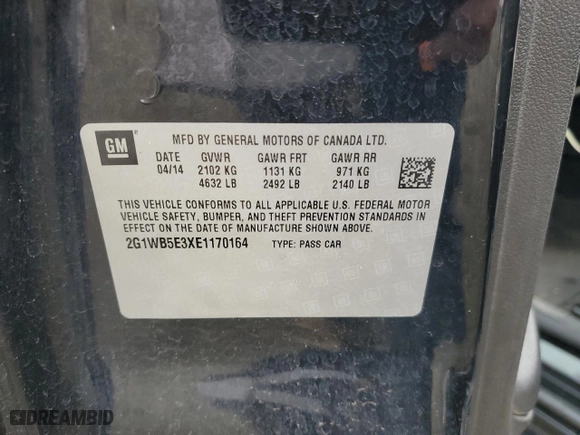 GM
MFD BY GENERAL MOTORS OF CANADA LTD.
DATE GVWR GAWR FRT GAWR RR
04/14 2102 KG 1131 KG 971 KG
4632 LB 2492 LB 2140 LB
THIS VEHICLE CONFORMS TO ALL APPLICABLE U.S. FEDERAL MOTOR
VEHICLE SAFETY, BUMPER, AND THEFT PREVENTION STANDARDS IN
EFFECT ON THE DATE OF MANUFACTURE SHOWN ABOVE.
2G1WB5E3XE1170164 TYPE: PASS CAR
DREAMBID